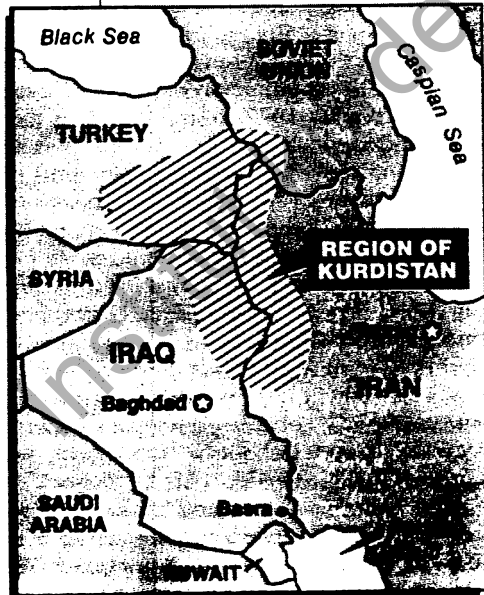 Black Sea
SOVIET
UNION
Caspian Sea
TURKEY
REGION OF
KURDISTAN
SYRIA
IRAQ
IRAN
Baghdad
SAUDI
ARABIA
Basra
KUWAIT